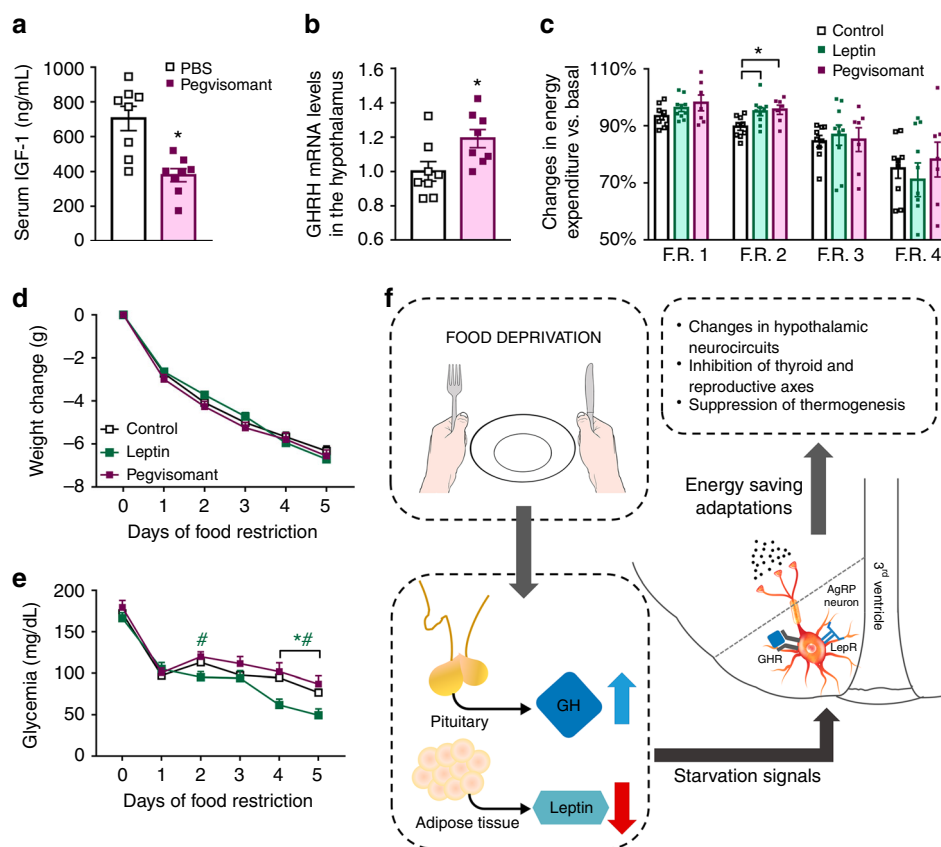 a
PBS
Pegvisomant
Serum IGF-1 (ng/mL)
1000
800
600
400
200
0
*
b
GHRH mRNA levels
in the hypothalamus
1.6
1.4
1.2
1.0
0.8
0.6
*
c
Control
Leptin
Pegvisomant
Changes in energy
expenditure vs. basal
110%
90%
70%
50%
*
F.R. 1
F.R. 2
F.R. 3
F.R. 4
d
Weight change (g)
0
–2
–4
–6
–8
Control
Leptin
Pegvisomant
0 1 2 3 4 5
Days of food restriction
e
Glycemia (mg/dL)
200
150
100
50
0
#
*#
0 1 2 3 4 5
Days of food restriction
f
FOOD DEPRIVATION
Pituitary
GH
Adipose tissue
Leptin
Starvation signals
• Changes in hypothalamic
neurocircuits
• Inhibition of thyroid and
reproductive axes
• Suppression of thermogenesis
Energy saving
adaptations
AgRP
neuron
LepR
GHR
3rd ventricle